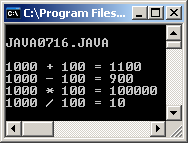 C:\Program Files...
JAVA0716.JAVA
1000 + 100 = 1100
1000 - 100 = 900
1000 * 100 = 100000
1000 / 100 = 10